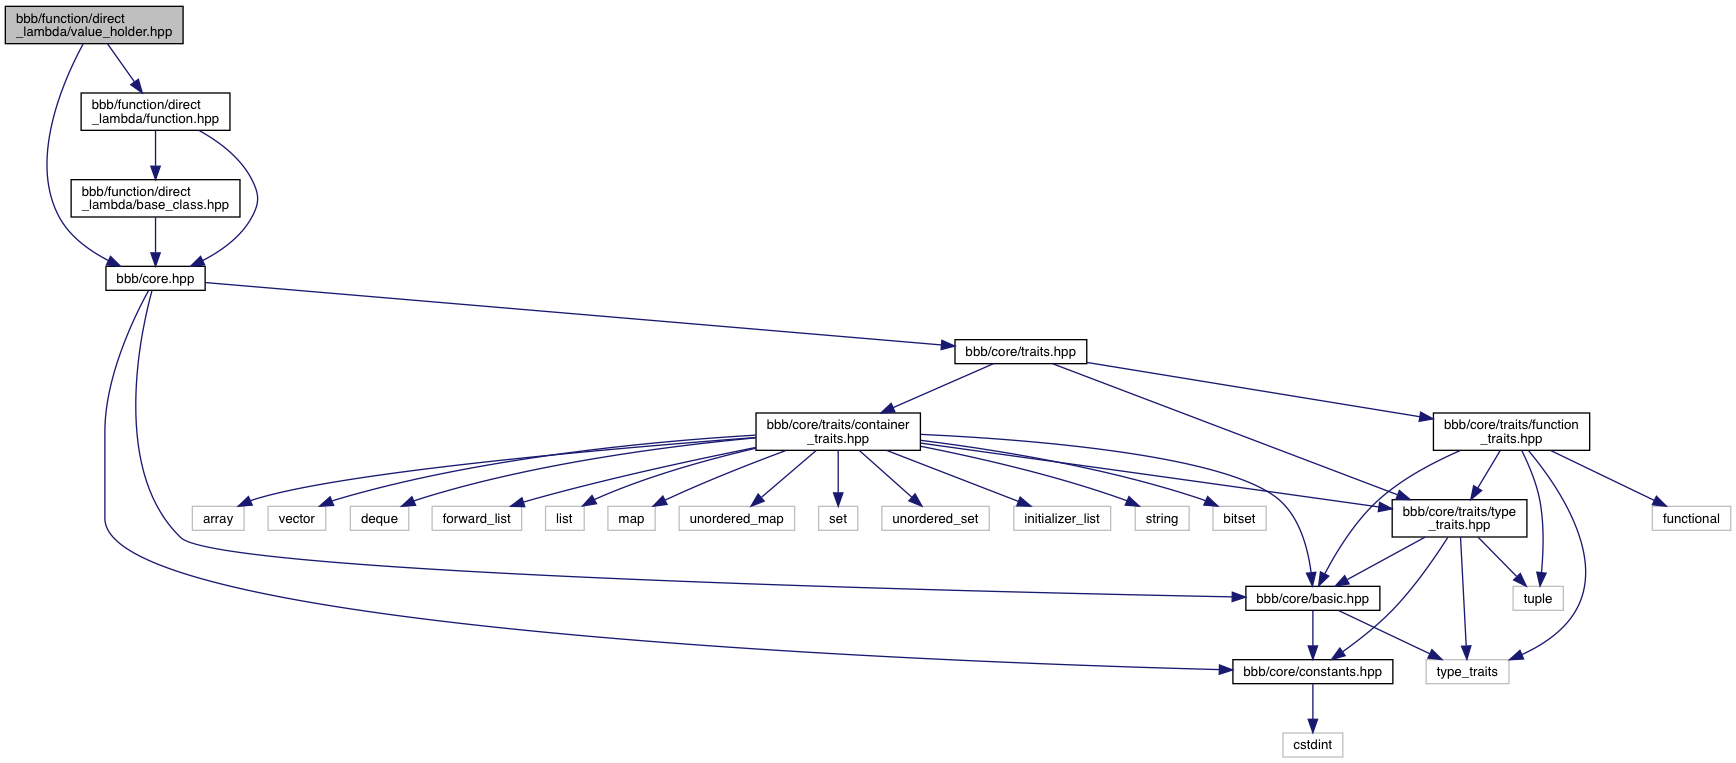 bbb/function/direct
_lambda/value_holder.hpp
bbb/function/direct
_lambda/function.hpp
bbb/function/direct
_lambda/base_class.hpp
bbb/core.hpp
bbb/core/traits.hpp
bbb/core/traits/container
_traits.hpp
bbb/core/traits/function
_traits.hpp
array
vector
deque
forward_list
list
map
unordered_map
set
unordered_set
initializer_list
string
bitset
bbb/core/traits/type
_traits.hpp
functional
bbb/core/basic.hpp
tuple
bbb/core/constants.hpp
type_traits
cstdint